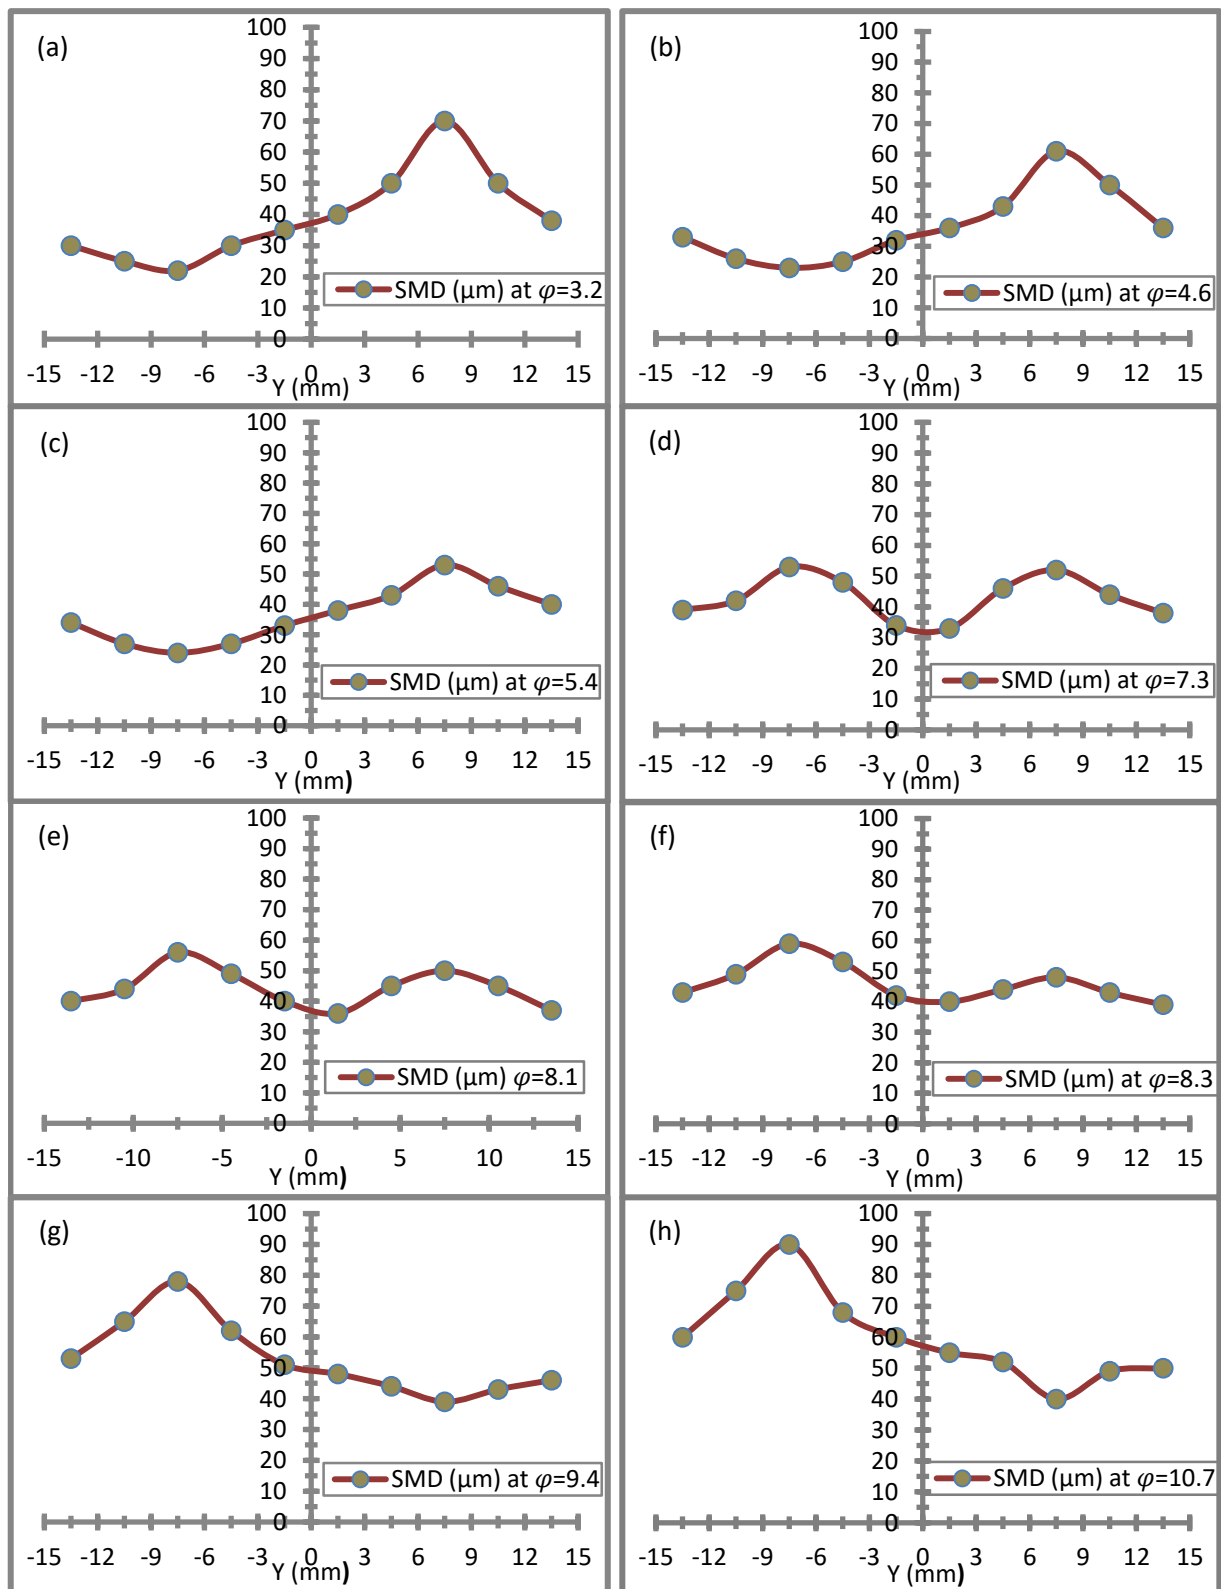 (a)
100
90
80
70
60
50
40
30
20
10
0
SMD (μm) at φ=3.2
-15 -12 -9 -6 -3 0 3 6 9 12 15
Y (mm)
(b)
100
90
80
70
60
50
40
30
20
10
0
SMD (μm) at φ=4.6
-15 -12 -9 -6 -3 0 3 6 9 12 15
Y (mm)
(c)
100
90
80
70
60
50
40
30
20
10
0
SMD (μm) at φ=5.4
-15 -12 -9 -6 -3 0 3 6 9 12 15
Y (mm)
(d)
100
90
80
70
60
50
40
30
20
10
0
SMD (μm) at φ=7.3
-15 -12 -9 -6 -3 0 3 6 9 12 15
Y (mm)
(e)
100
90
80
70
60
50
40
30
20
10
0
SMD (μm) φ=8.1
-15 -10 -5 0 5 10 15
Y (mm)
(f)
100
90
80
70
60
50
40
30
20
10
0
SMD (μm) at φ=8.3
-15 -12 -9 -6 -3 0 3 6 9 12 15
Y (mm)
(g)
100
90
80
70
60
50
40
30
20
10
0
SMD (μm) at φ=9.4
-15 -12 -9 -6 -3 0 3 6 9 12 15
Y (mm)
(h)
100
90
80
70
60
50
40
30
20
10
0
SMD (μm) at φ=10.7
-15 -12 -9 -6 -3 0 3 6 9 12 15
Y (mm)